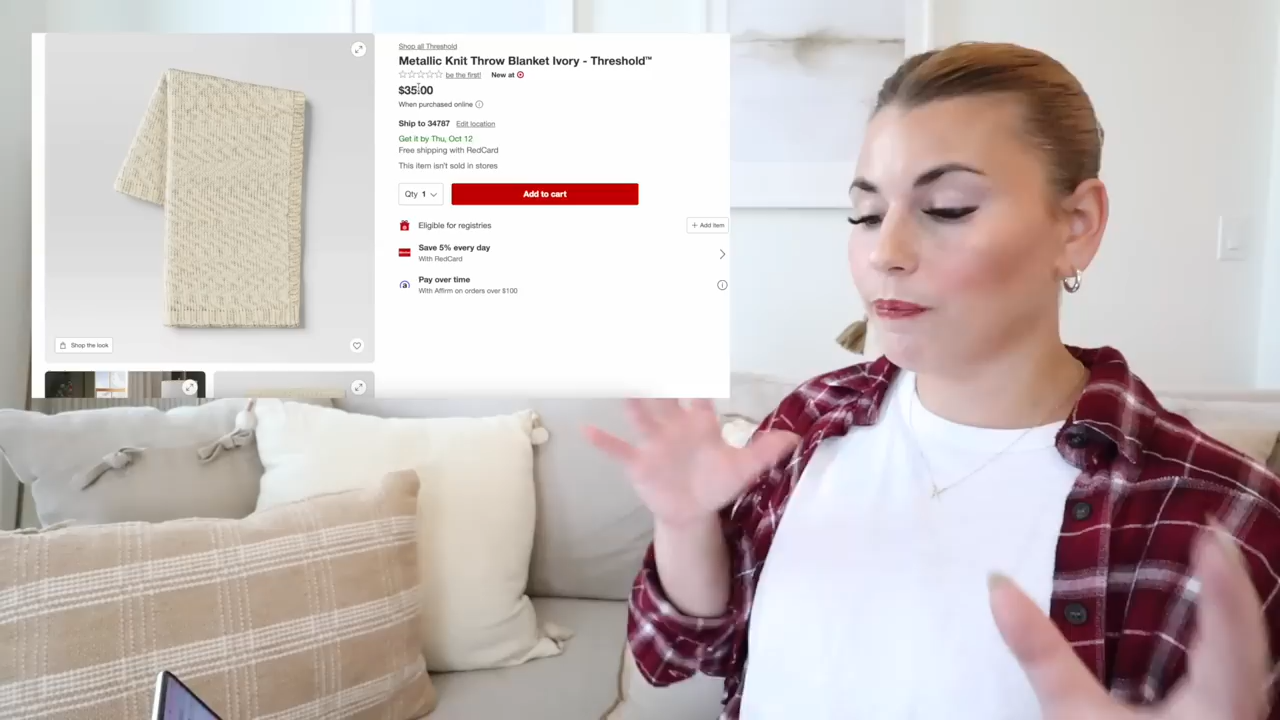 Shop all Threshold
Metallic Knit Throw Blanket Ivory - Threshold™
be the first!
New at
$35.00
When purchased online
Ship to 34787 Edit location
Get it by Thu, Oct 12
Free shipping with RedCard
This item isn't sold in stores
Qty 1
Add to cart
Eligible for registries
+ Add item
Save 5% every day
With RedCard
Pay over time
With Affirm on orders over $100
Shop the look